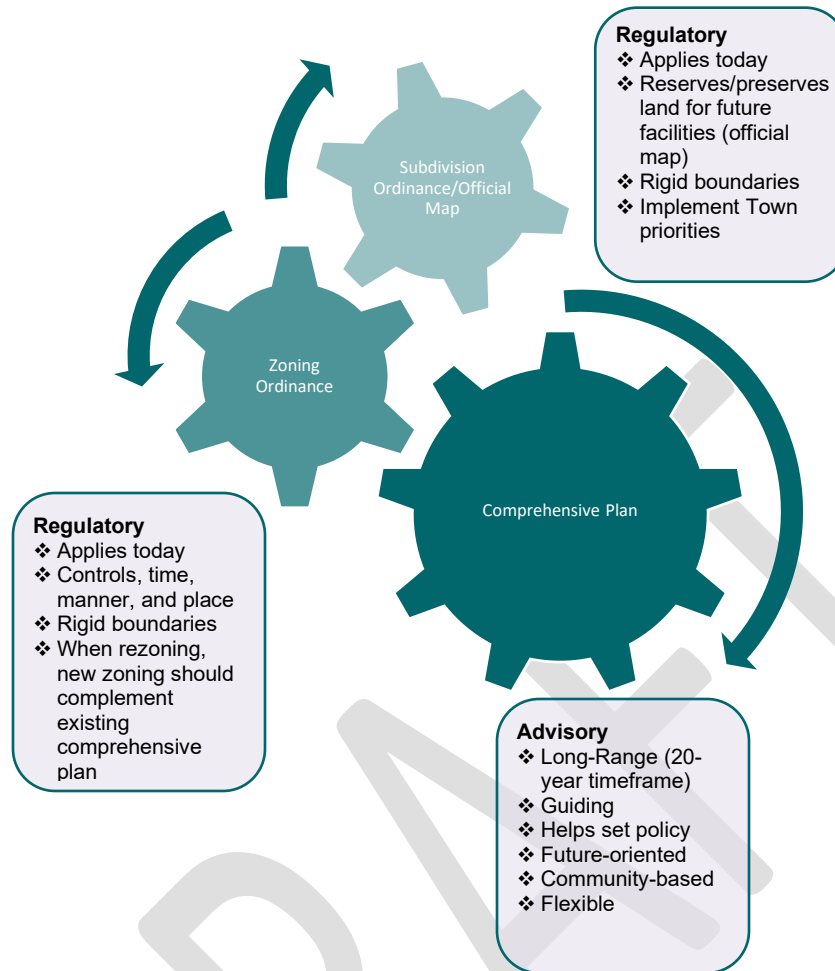 Regulatory
❖ Applies today
❖ Reserves/preserves
land for future
facilities (official
map)
❖ Rigid boundaries
❖ Implement Town
priorities
Subdivision
Ordinance/Official
Map
Zoning
Ordinance
Comprehensive Plan
Regulatory
❖ Applies today
❖ Controls, time,
manner, and place
❖ Rigid boundaries
❖ When rezoning,
new zoning should
complement
existing
comprehensive
plan
Advisory
❖ Long-Range (20-
year timeframe)
❖ Guiding
❖ Helps set policy
❖ Future-oriented
❖ Community-based
❖ Flexible